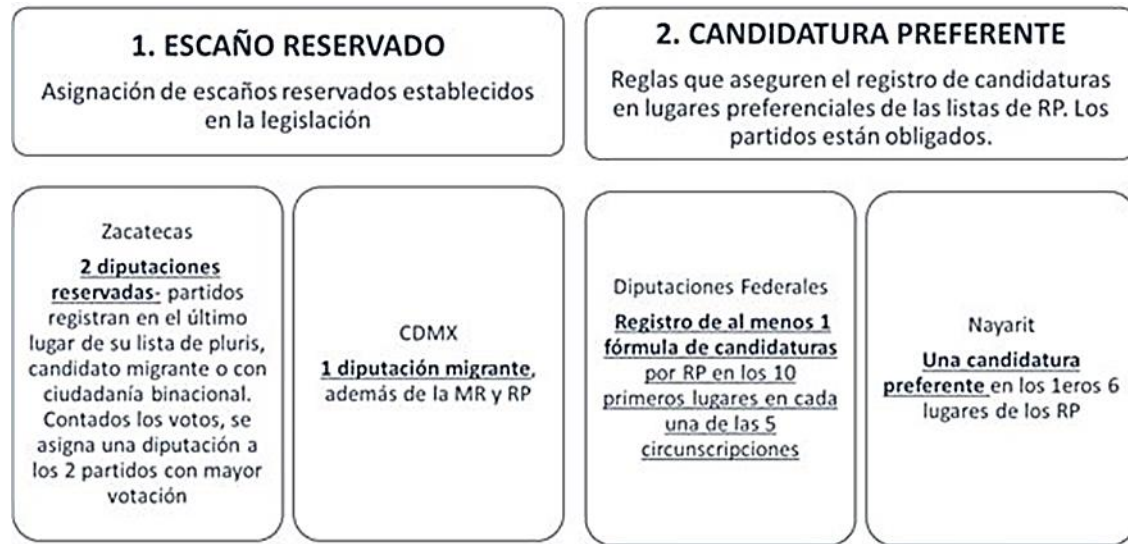 1. ESCAÑO RESERVADO
Asignación de escaños reservados establecidos
en la legislación
2. CANDIDATURA PREFERENTE
Reglas que aseguren el registro de candidaturas
en lugares preferenciales de las listas de RP. Los
partidos están obligados.
Zacatecas
2 diputaciones
reservadas- partidos
registran en el último
lugar de su lista de pluris,
candidato migrante o con
ciudadanía binacional.
Contados los votos, se
asigna una diputación a
los 2 partidos con mayor
votación
CDMX
1 diputación migrante,
además de la MR y RP
Diputaciones Federales
Registro de al menos 1
fórmula de candidaturas
por RP en los 10
primeros lugares en cada
una de las 5
circunscripciones
Nayarit
Una candidatura
preferente en los 1eros 6
lugares de los RP